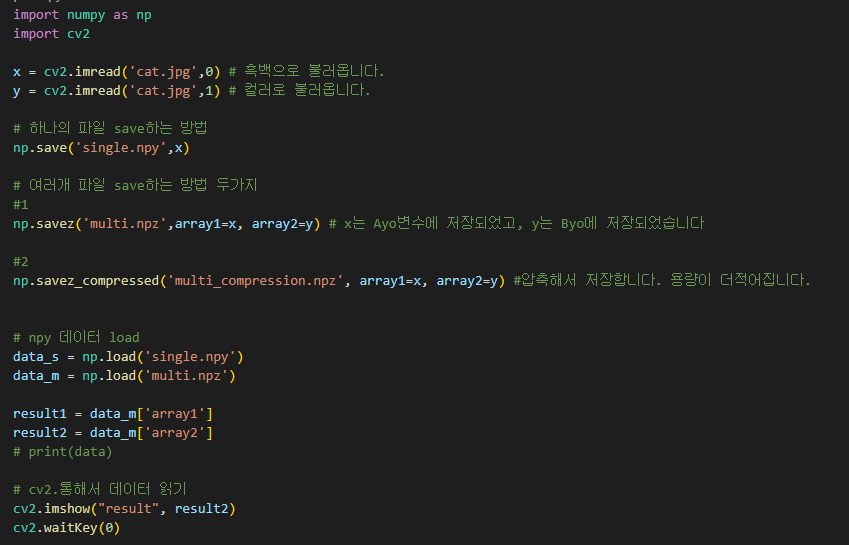 import numpy as np
import cv2
x = cv2.imread('cat.jpg',0) # 흑백으로 불러옵니다.
y = cv2.imread('cat.jpg',1) # 컬러로 불러옵니다.
# 하나의 파일 save하는 방법
np.save('single.npy',x)
# 여러개 파일 save하는 방법 두가지
#1
np.savez('multi.npz',array1=x, array2=y) # x는 Ayo변수에 저장되었고, y는 Byo에 저장되었습니다
#2
np.savez_compressed('multi_compression.npz', array1=x, array2=y) #압축해서 저장합니다. 용량이 더적어집니다.
# npy 데이터 load
data_s = np.load('single.npy')
data_m = np.load('multi.npz')
result1 = data_m['array1']
result2 = data_m['array2']
# print(data)
# cv2.통해서 데이터 읽기
cv2.imshow("result", result2)
cv2.waitKey(0)